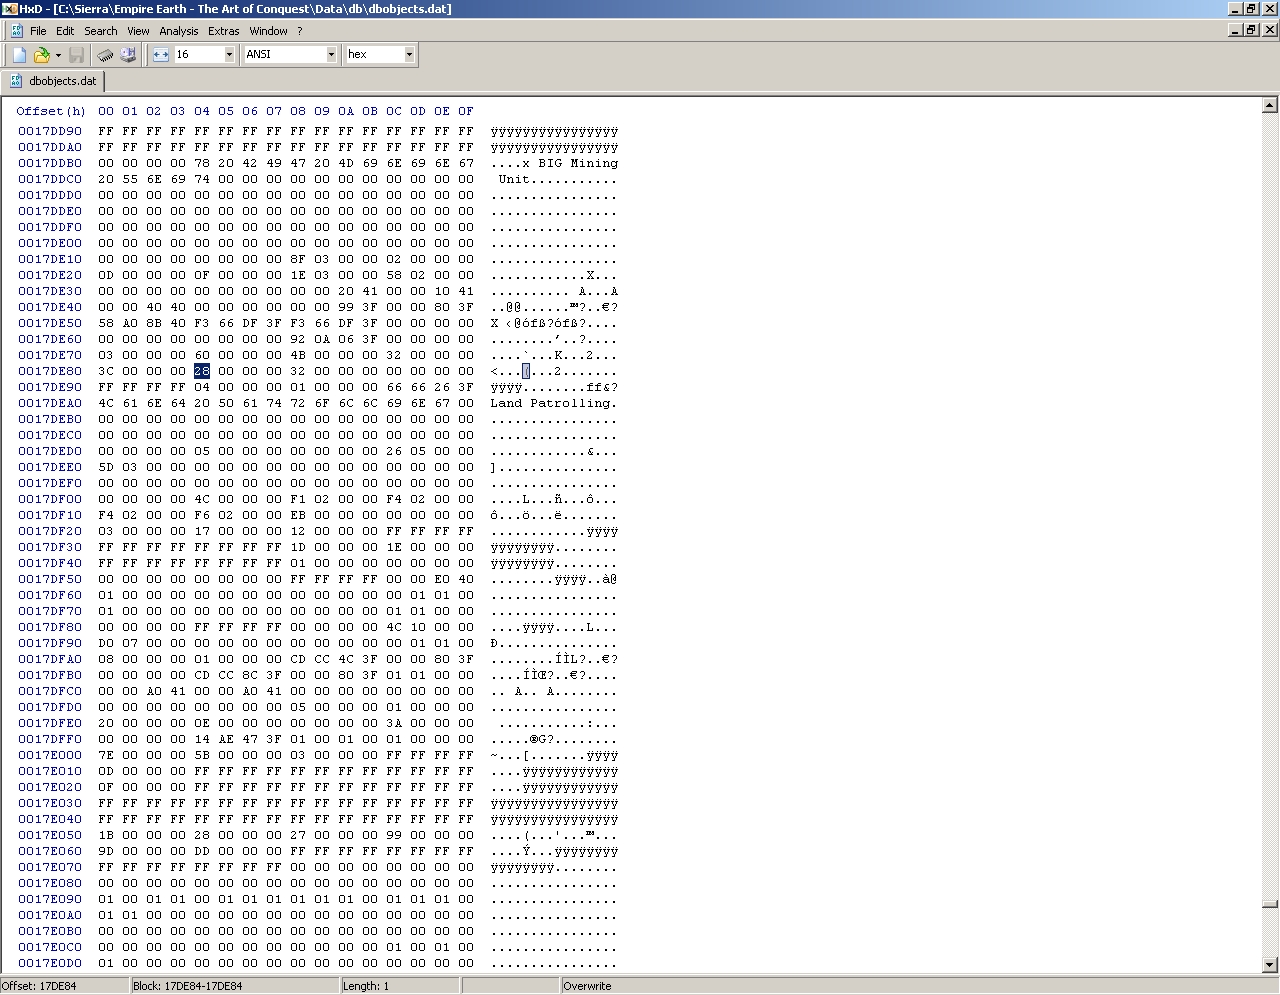 HxD - [C:\Sierra\Empire Earth - The Art of Conquest\Data\db\dbobjects.dat]
File Edit Search View Analysis Extras Window ?
16 ANSI hex
dbobjects.dat
Offset(h) 00 01 02 03 04 05 06 07 08 09 0A 0B 0C 0D 0E 0F
0017DD90 FF FF FF FF FF FF FF FF FF FF FF FF FF FF FF FF ÿÿÿÿÿÿÿÿÿÿÿÿÿÿÿÿ
0017DDA0 FF FF FF FF FF FF FF FF FF FF FF FF FF FF FF FF ÿÿÿÿÿÿÿÿÿÿÿÿÿÿÿÿ
0017DDB0 00 00 00 00 78 20 42 49 47 20 4D 69 6E 69 6E 67 ....x BIG Mining
0017DDC0 20 55 6E 69 74 00 00 00 00 00 00 00 00 00 00 00  Unit...........
0017DDD0 00 00 00 00 00 00 00 00 00 00 00 00 00 00 00 00 ................
0017DDE0 00 00 00 00 00 00 00 00 00 00 00 00 00 00 00 00 ................
0017DDF0 00 00 00 00 00 00 00 00 00 00 00 00 00 00 00 00 ................
0017DE00 00 00 00 00 00 00 00 00 00 00 00 00 00 00 00 00 ................
0017DE10 00 00 00 00 00 00 00 00 8F 03 00 00 02 00 00 00 ................
0017DE20 0D 00 00 00 0F 00 00 00 1E 03 00 00 58 02 00 00 ............X...
0017DE30 00 00 00 00 00 00 00 00 00 00 20 41 00 00 10 41 .......... A...A
0017DE40 00 00 40 40 00 00 00 00 00 00 99 3F 00 00 80 3F ..@@......™?..€?
0017DE50 58 A0 8B 40 F3 66 DF 3F F3 66 DF 3F 00 00 00 00 X ‹@ófß?ófß?....
0017DE60 00 00 00 00 00 00 00 00 92 0A 06 3F 00 00 00 00 ........’..?....
0017DE70 03 00 00 00 60 00 00 00 4B 00 00 00 32 00 00 00 ....`...K...2...
0017DE80 3C 00 00 00 28 00 00 00 32 00 00 00 00 00 00 00 <...(...2.......
0017DE90 FF FF FF FF 04 00 00 00 01 00 00 00 66 66 26 3F ÿÿÿÿ........ff&?
0017DEA0 4C 61 6E 64 20 50 61 74 72 6F 6C 6C 69 6E 67 00 Land Patrolling.
0017DEB0 00 00 00 00 00 00 00 00 00 00 00 00 00 00 00 00 ................
0017DEC0 00 00 00 00 00 00 00 00 00 00 00 00 00 00 00 00 ................
0017DED0 00 00 00 00 05 00 00 00 00 00 00 00 26 05 00 00 ............&...
0017DEE0 5D 03 00 00 00 00 00 00 00 00 00 00 00 00 00 00 ]...............
0017DEF0 00 00 00 00 00 00 00 00 00 00 00 00 00 00 00 00 ................
0017DF00 00 00 00 00 4C 00 00 00 F1 02 00 00 F4 02 00 00 ....L...ñ...ô...
0017DF10 F4 02 00 00 F6 02 00 00 EB 00 00 00 00 00 00 00 ô...ö...ë.......
0017DF20 03 00 00 00 17 00 00 00 12 00 00 00 FF FF FF FF ............ÿÿÿÿ
0017DF30 FF FF FF FF FF FF FF FF 1D 00 00 00 1E 00 00 00 ÿÿÿÿÿÿÿÿ........
0017DF40 FF FF FF FF FF FF FF FF 01 00 00 00 00 00 00 00 ÿÿÿÿÿÿÿÿ........
0017DF50 00 00 00 00 00 00 00 00 FF FF FF FF 00 00 E0 40 ........ÿÿÿÿ..à@
0017DF60 01 00 00 00 00 00 00 00 00 00 00 00 00 01 01 00 ................
0017DF70 01 00 00 00 00 00 00 00 00 00 00 00 01 01 00 00 ................
0017DF80 00 00 00 00 FF FF FF FF 00 00 00 00 4C 10 00 00 ....ÿÿÿÿ....L...
0017DF90 D0 07 00 00 00 00 00 00 00 00 00 00 00 01 01 00 Ð...............
0017DFA0 08 00 00 00 01 00 00 00 CD CC 4C 3F 00 00 80 3F ........ÍÌL?..€?
0017DFB0 00 00 00 00 CD CC 8C 3F 00 00 80 3F 01 01 00 00 ....ÍÌŒ?..€?....
0017DFC0 00 00 A0 41 00 00 A0 41 00 00 00 00 00 00 00 00 .. A.. A........
0017DFD0 00 00 00 00 00 00 00 00 05 00 00 00 01 00 00 00 ................
0017DFE0 20 00 00 00 0E 00 00 00 00 00 00 00 3A 00 00 00  ...........:...
0017DFF0 00 00 00 00 14 AE 47 3F 01 00 01 00 01 00 00 00 .....®G?........
0017E000 7E 00 00 00 5B 00 00 00 03 00 00 00 FF FF FF FF ~...[.......ÿÿÿÿ
0017E010 0D 00 00 00 FF FF FF FF FF FF FF FF FF FF FF FF ....ÿÿÿÿÿÿÿÿÿÿÿÿ
0017E020 0F 00 00 00 FF FF FF FF FF FF FF FF FF FF FF FF ....ÿÿÿÿÿÿÿÿÿÿÿÿ
0017E030 FF FF FF FF FF FF FF FF FF FF FF FF FF FF FF FF ÿÿÿÿÿÿÿÿÿÿÿÿÿÿÿÿ
0017E040 FF FF FF FF FF FF FF FF FF FF FF FF FF FF FF FF ÿÿÿÿÿÿÿÿÿÿÿÿÿÿÿÿ
0017E050 1B 00 00 00 28 00 00 00 27 00 00 00 99 00 00 00 ....(...'...™...
0017E060 9D 00 00 00 DD 00 00 00 FF FF FF FF FF FF FF FF ....Ý...ÿÿÿÿÿÿÿÿ
0017E070 FF FF FF FF FF FF FF FF 00 00 00 00 00 00 00 00 ÿÿÿÿÿÿÿÿ........
0017E080 00 00 00 00 00 00 00 00 00 00 00 00 00 00 00 00 ................
0017E090 01 00 01 01 00 01 01 01 01 01 01 00 01 01 01 00 ................
0017E0A0 01 01 00 00 00 00 00 00 00 00 00 00 00 00 00 00 ................
0017E0B0 00 00 00 00 00 00 00 00 00 00 00 00 00 00 00 00 ................
0017E0C0 00 00 00 00 00 00 00 00 00 00 00 00 01 00 01 00 ................
0017E0D0 01 00 00 00 00 00 00 00 00 00 00 00 00 00 00 00 ................
Offset: 17DE84 Block: 17DE84-17DE84 Length: 1 Overwrite